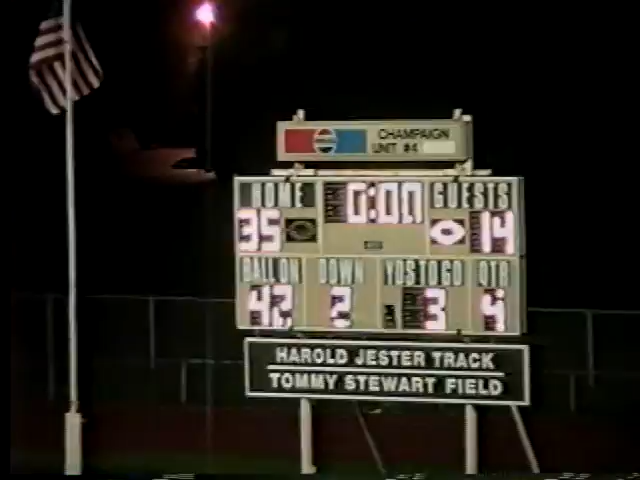 CHAMPAIGN
UNIT #4
HOME 0:00 GUESTS
35 14
BALL ON DOWN YDS TO GO QTR
42 2 3 4
HAROLD JESTER TRACK
TOMMY STEWART FIELD